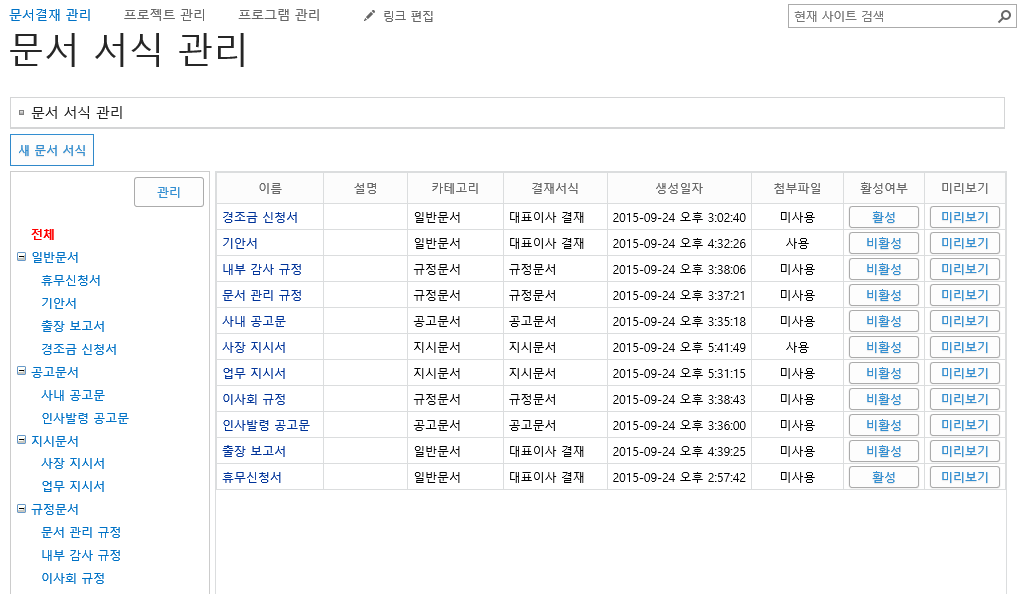 문서결재 관리 프로젝트 관리 프로그램 관리 링크 편집 현재 사이트 검색
문서 서식 관리
문서 서식 관리
새 문서 서식
관리
전체
일반문서
휴무신청서
기안서
출장 보고서
경조금 신청서
공고문서
사내 공고문
인사발령 공고문
지시문서
사장 지시서
업무 지시서
규정문서
문서 관리 규정
내부 감사 규정
이사회 규정
이름 설명 카테고리 결재서식 생성일자 첨부파일 활성여부 미리보기
경조금 신청서 일반문서 대표이사 결재 2015-09-24 오후 3:02:40 미사용 활성 미리보기
기안서 일반문서 대표이사 결재 2015-09-24 오후 4:32:26 사용 비활성 미리보기
내부 감사 규정 규정문서 규정문서 2015-09-24 오후 3:38:06 미사용 비활성 미리보기
문서 관리 규정 규정문서 규정문서 2015-09-24 오후 3:37:21 미사용 비활성 미리보기
사내 공고문 공고문서 공고문서 2015-09-24 오후 3:35:18 미사용 비활성 미리보기
사장 지시서 지시문서 지시문서 2015-09-24 오후 5:41:49 사용 비활성 미리보기
업무 지시서 지시문서 지시문서 2015-09-24 오후 5:31:15 미사용 비활성 미리보기
이사회 규정 규정문서 규정문서 2015-09-24 오후 3:38:43 미사용 비활성 미리보기
인사발령 공고문 공고문서 공고문서 2015-09-24 오후 3:36:00 미사용 비활성 미리보기
출장 보고서 일반문서 대표이사 결재 2015-09-24 오후 4:39:25 미사용 비활성 미리보기
휴무신청서 일반문서 대표이사 결재 2015-09-24 오후 2:57:42 미사용 활성 미리보기